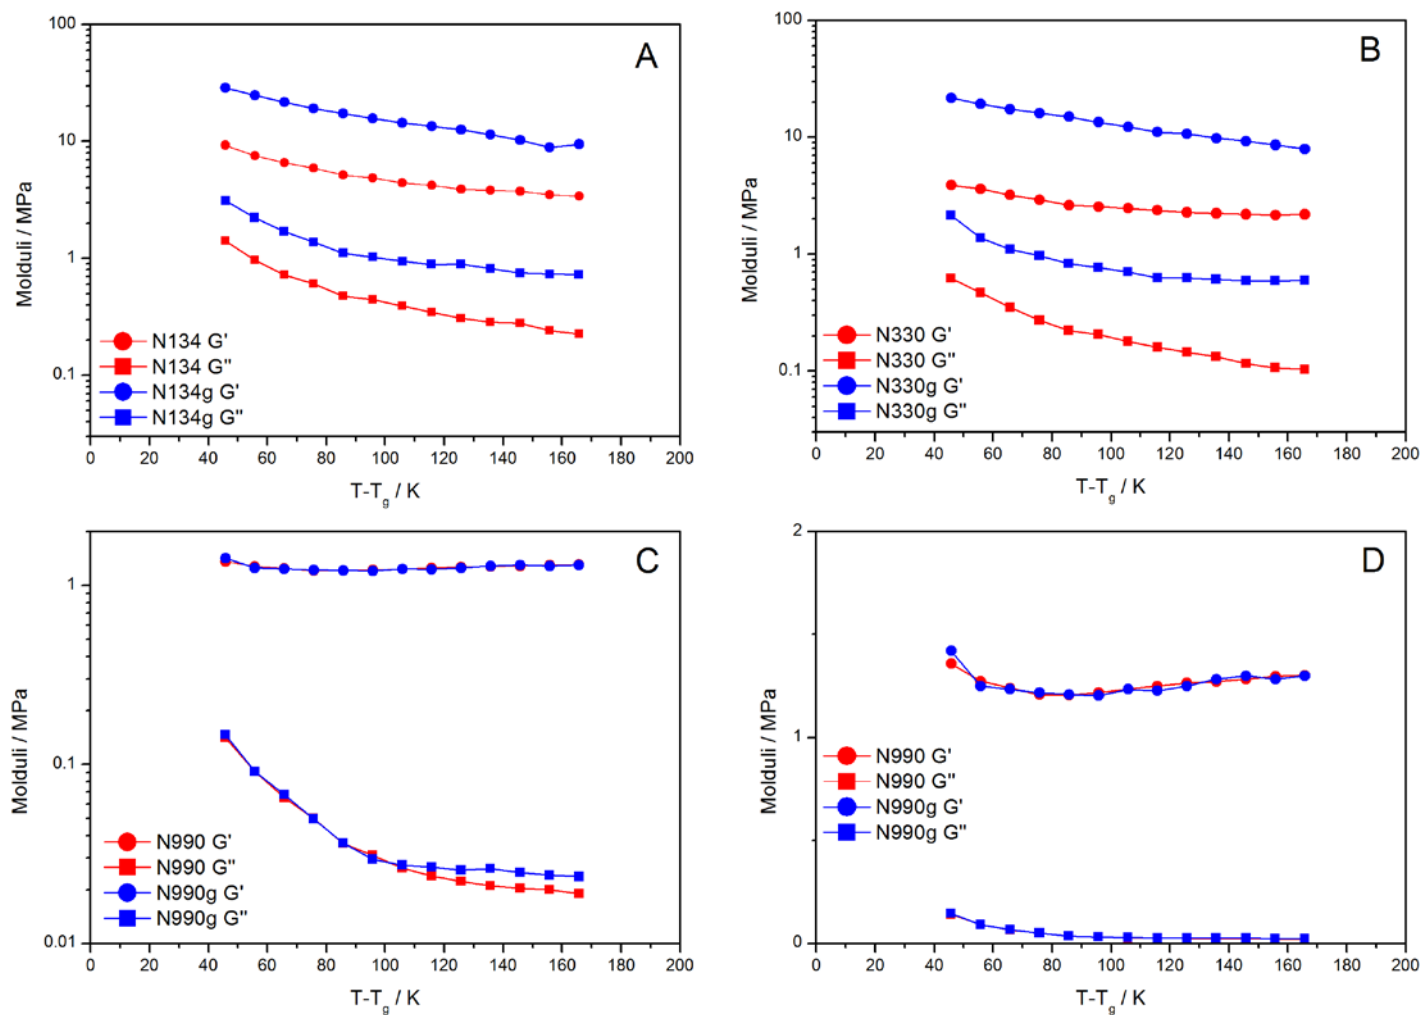 A
Molduli / MPa
100
10
1
0.1
N134 G'
N134 G"
N134g G'
N134g G"
0 20 40 60 80 100 120 140 160 180 200
T-Tg / K
B
Molduli / MPa
100
10
1
0.1
N330 G'
N330 G"
N330g G'
N330g G"
0 20 40 60 80 100 120 140 160 180 200
T-Tg / K
C
Molduli / MPa
1
0.1
0.01
N990 G'
N990 G"
N990g G'
N990g G"
0 20 40 60 80 100 120 140 160 180 200
T-Tg / K
D
Molduli / MPa
2
1
0
N990 G'
N990 G"
N990g G'
N990g G"
0 20 40 60 80 100 120 140 160 180 200
T-Tg / K